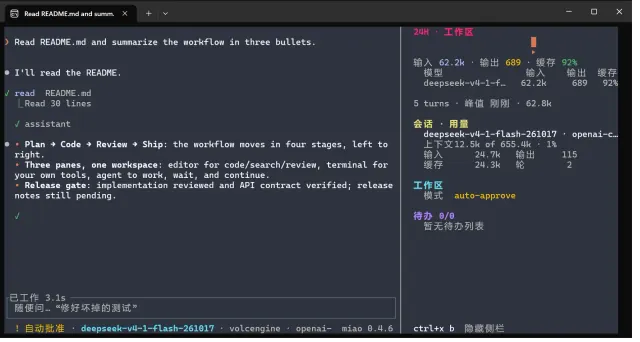 Read README.md and summ.
❯ Read README.md and summarize the workflow in three bullets.
● I'll read the README.
✓ read README.md
Read 30 lines
✓ assistant
● • Plan → Code → Review → Ship: the workflow moves in four stages, left to
right.
• Three panes, one workspace: editor for code/search/review, terminal for
your own tools, agent to work, wait, and continue.
• Release gate: implementation reviewed and API contract verified; release
notes still pending.
✓
已工作 3.1s
随便问… “修好坏掉的测试”
! 自动批准 · deepseek-v4-1-flash-261017 · volcengine · openai- miao 0.4.6
24H · 工作区
输入 62.2k · 输出 689 · 缓存 92%
模型 输入 输出 缓存
deepseek-v4-1-f… 62.2k 689 92%
5 turns · 峰值 刚刚 · 62.8k
会话 · 用量
deepseek-v4-1-flash-261017 · openai-c…
上下文12.5k of 655.4k · 1%
输入 24.7k 输出 115
缓存 24.3k 轮 2
工作区
模式 auto-approve
待办 0/0
暂无待办列表
ctrl+x b 隐藏侧栏